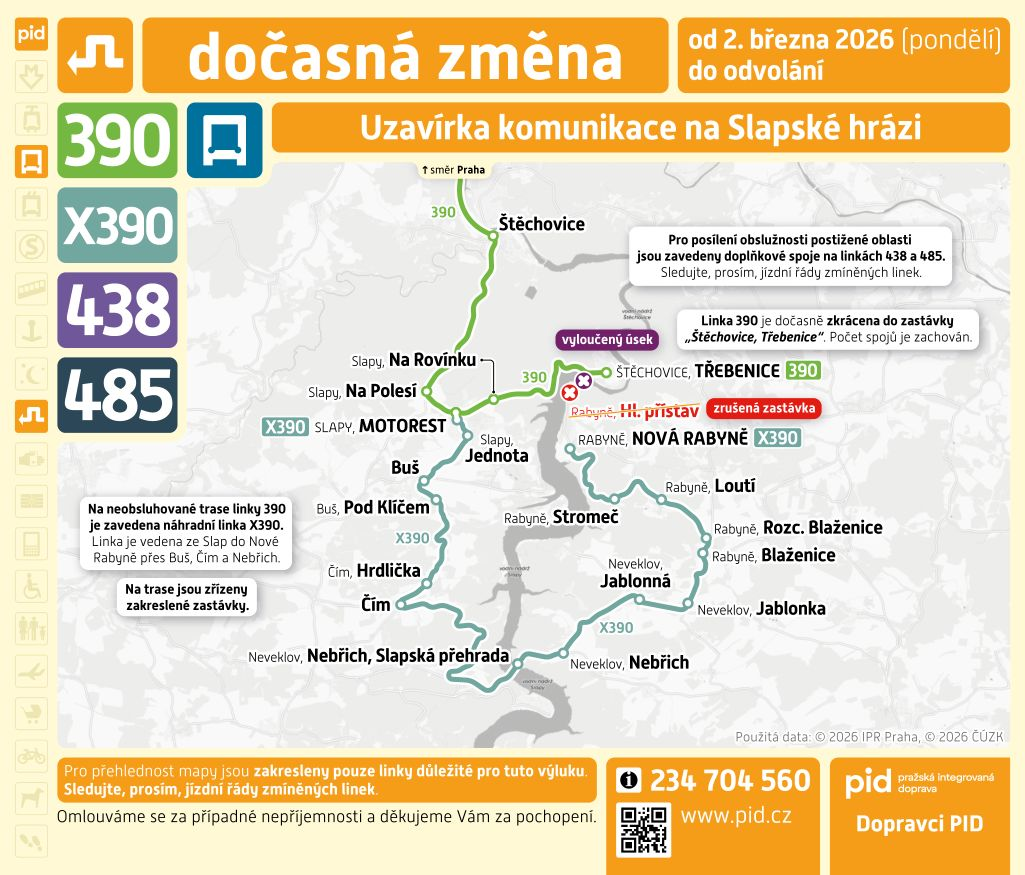 pid
dočasná změna
od 2. března 2026 (pondělí)
do odvolání
390
Uzavírka komunikace na Slapské hrázi
X390
438
485
↑ směr Praha
390
Štěchovice
Pro posílení obslužnosti postižené oblasti
jsou zavedeny doplňkové spoje na linkách 438 a 485.
Sledujte, prosím, jízdní řády zmíněných linek.
vodní nádrž
Štěchovice
Linka 390 je dočasně zkrácena do zastávky
„Štěchovice, Třebenice“. Počet spojů je zachován.
vyloučený úsek
Slapy, Na Rovínku
390
ŠTĚCHOVICE, TŘEBENICE 390
Slapy, Na Polesí
Rabyně, Hl. přístav zrušená zastávka
X390 SLAPY, MOTOREST
RABYNĚ, NOVÁ RABYNĚ X390
Slapy,
Jednota
Buš
Rabyně, Loutí
Na neobsluhované trase linky 390
je zavedena náhradní linka X390.
Linka je vedena ze Slap do Nové
Rabyně přes Buš, Čím a Nebřich.
Buš, Pod Klíčem
Rabyně, Stromeč
Rabyně, Rozc. Blaženice
X390
Rabyně, Blaženice
Čím, Hrdlička
vodní nádrž
Slapy
Neveklov,
Jablonná
Na trase jsou zřízeny
zakreslené zastávky.
Čím
Neveklov, Jablonka
X390
Neveklov, Nebřich, Slapská přehrada
Neveklov, Nebřich
vodní nádrž
Slapy
Použitá data: © 2026 IPR Praha, © 2026 ČÚZK
Pro přehlednost mapy jsou zakresleny pouze linky důležité pro tuto výluku.
Sledujte, prosím, jízdní řády zmíněných linek.
Omlouváme se za případné nepříjemnosti a děkujeme Vám za pochopení.
234 704 560
www.pid.cz
pid pražská integrovaná
doprava
Dopravci PID